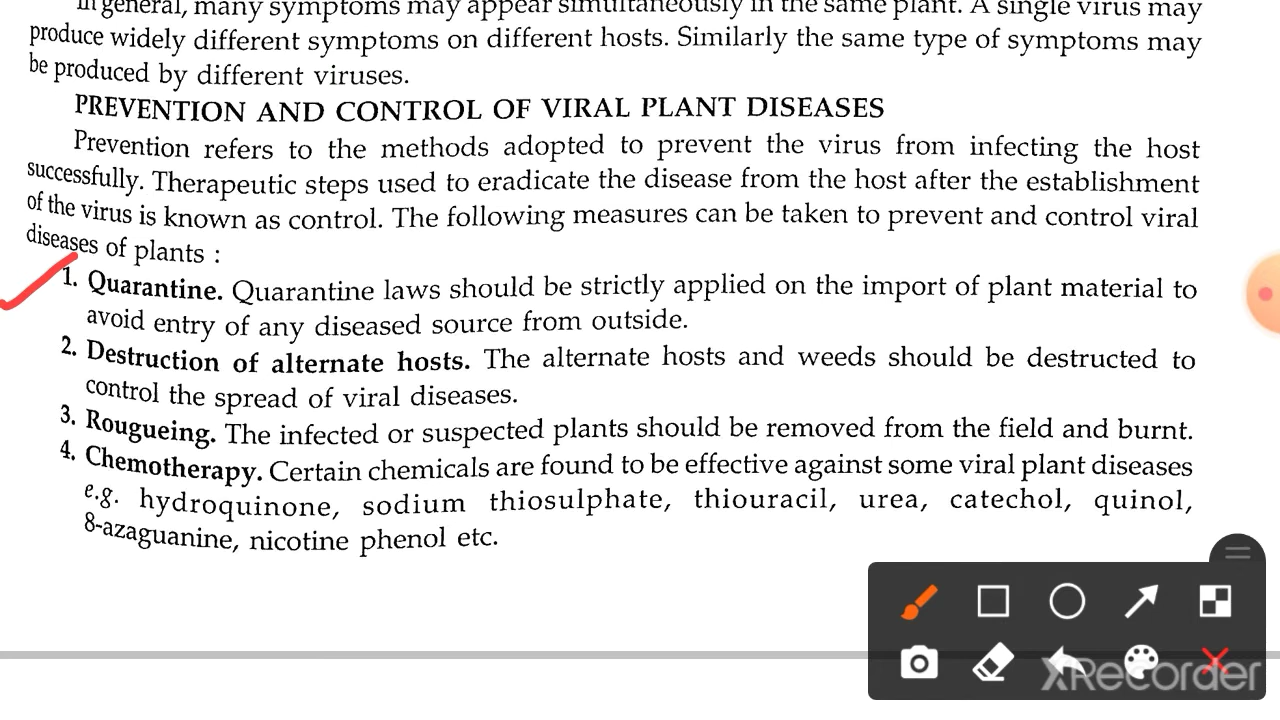 In general, many symptoms may appear simultaneously in the same plant. A single virus may
produce widely different symptoms on different hosts. Similarly the same type of symptoms may
be produced by different viruses.
PREVENTION AND CONTROL OF VIRAL PLANT DISEASES
Prevention refers to the methods adopted to prevent the virus from infecting the host
successfully. Therapeutic steps used to eradicate the disease from the host after the establishment
of the virus is known as control. The following measures can be taken to prevent and control viral
diseases of plants :
1. Quarantine. Quarantine laws should be strictly applied on the import of plant material to
avoid entry of any diseased source from outside.
2. Destruction of alternate hosts. The alternate hosts and weeds should be destructed to
control the spread of viral diseases.
3. Rougueing. The infected or suspected plants should be removed from the field and burnt.
4. Chemotherapy. Certain chemicals are found to be effective against some viral plant diseases
e.g. hydroquinone, sodium thiosulphate, thiouracil, urea, catechol, quinol,
8-azaguanine, nicotine phenol etc.
XRecorder